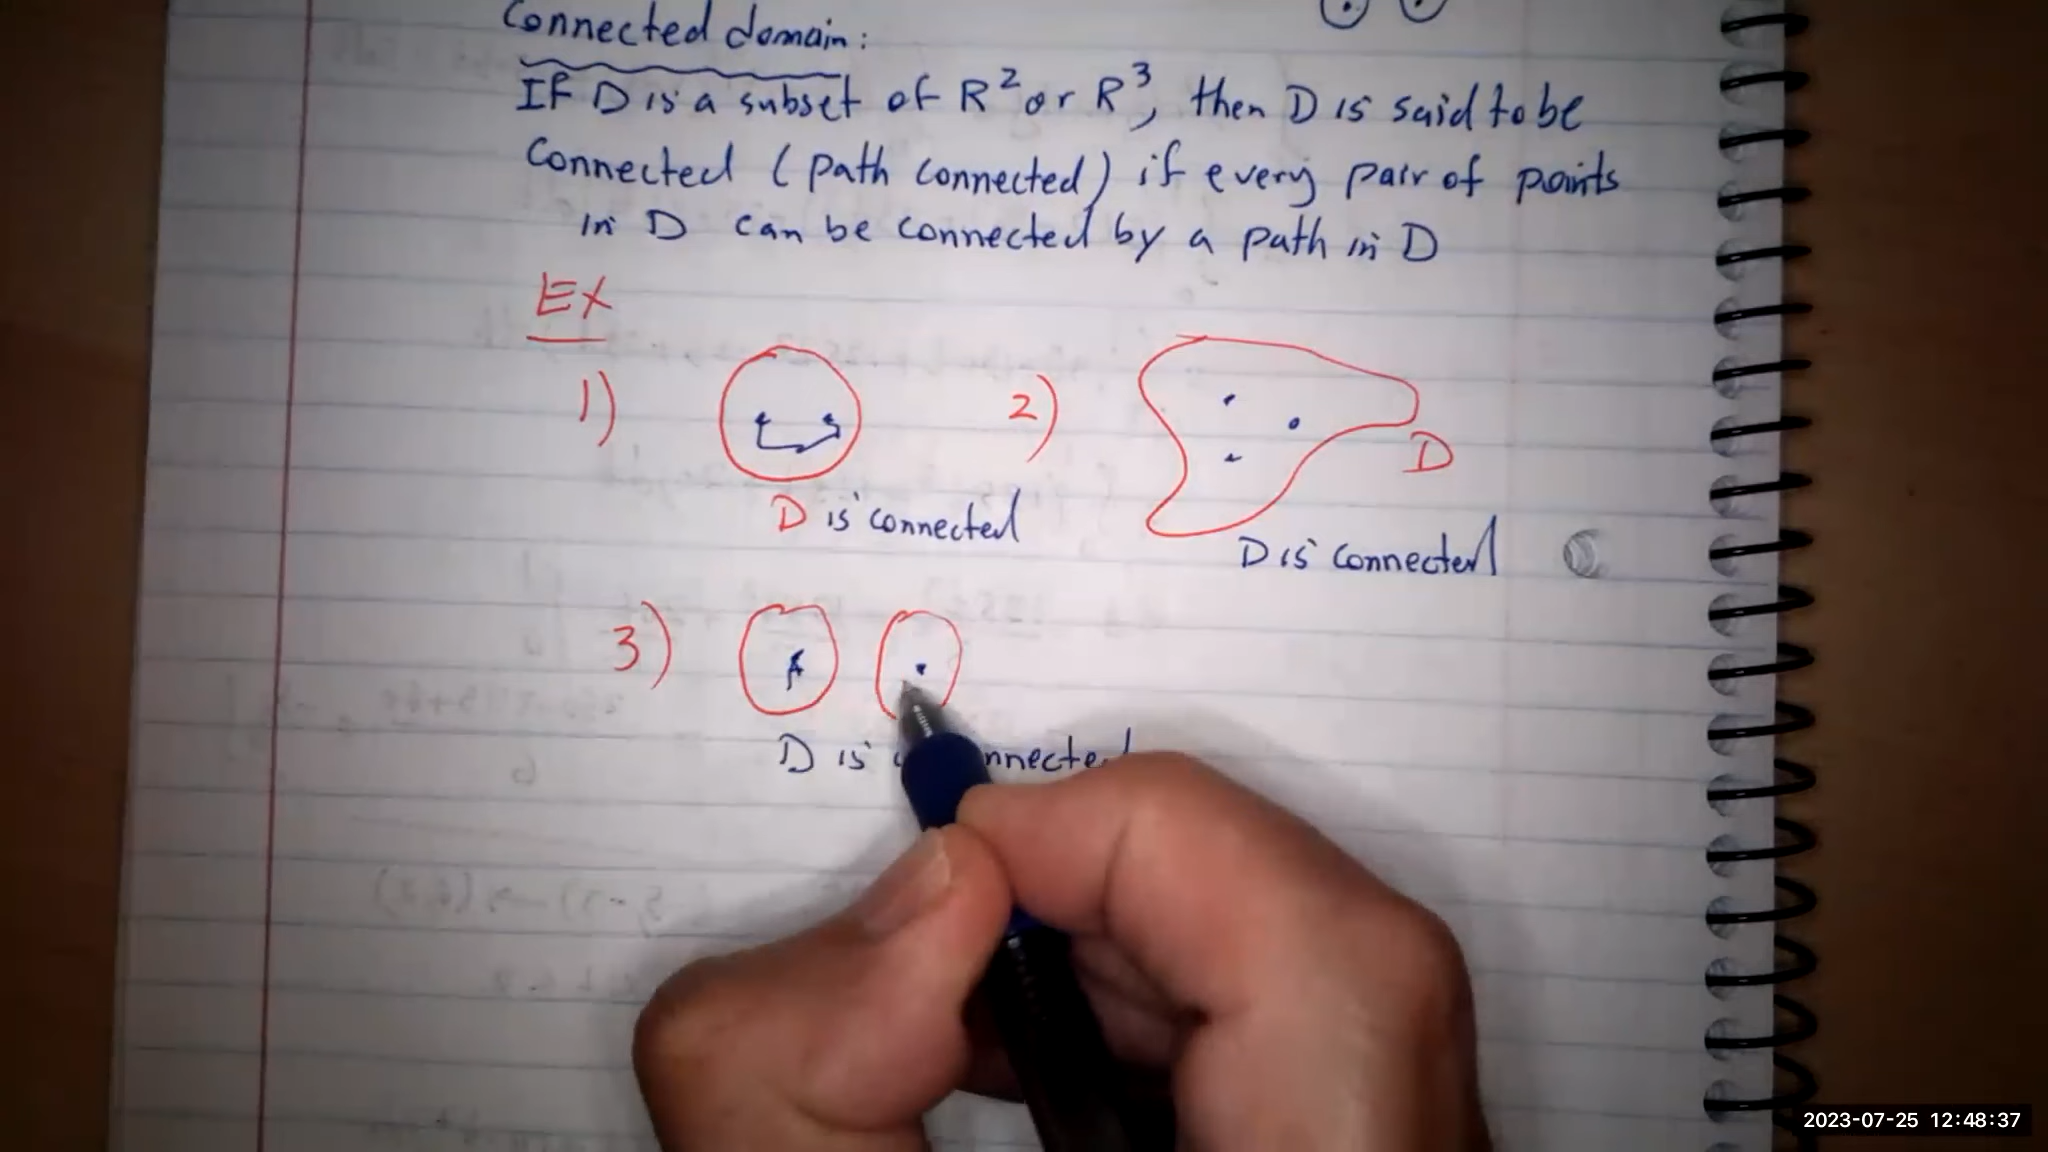 Connected domain:
If D is a subset of R² or R³, then D is said to be
Connected (path connected) if every pair of points
in D can be connected by a path in D
EX
1)
2)
D
D is connected
D is connected
3)
D is
2023-07-25 12:48:37